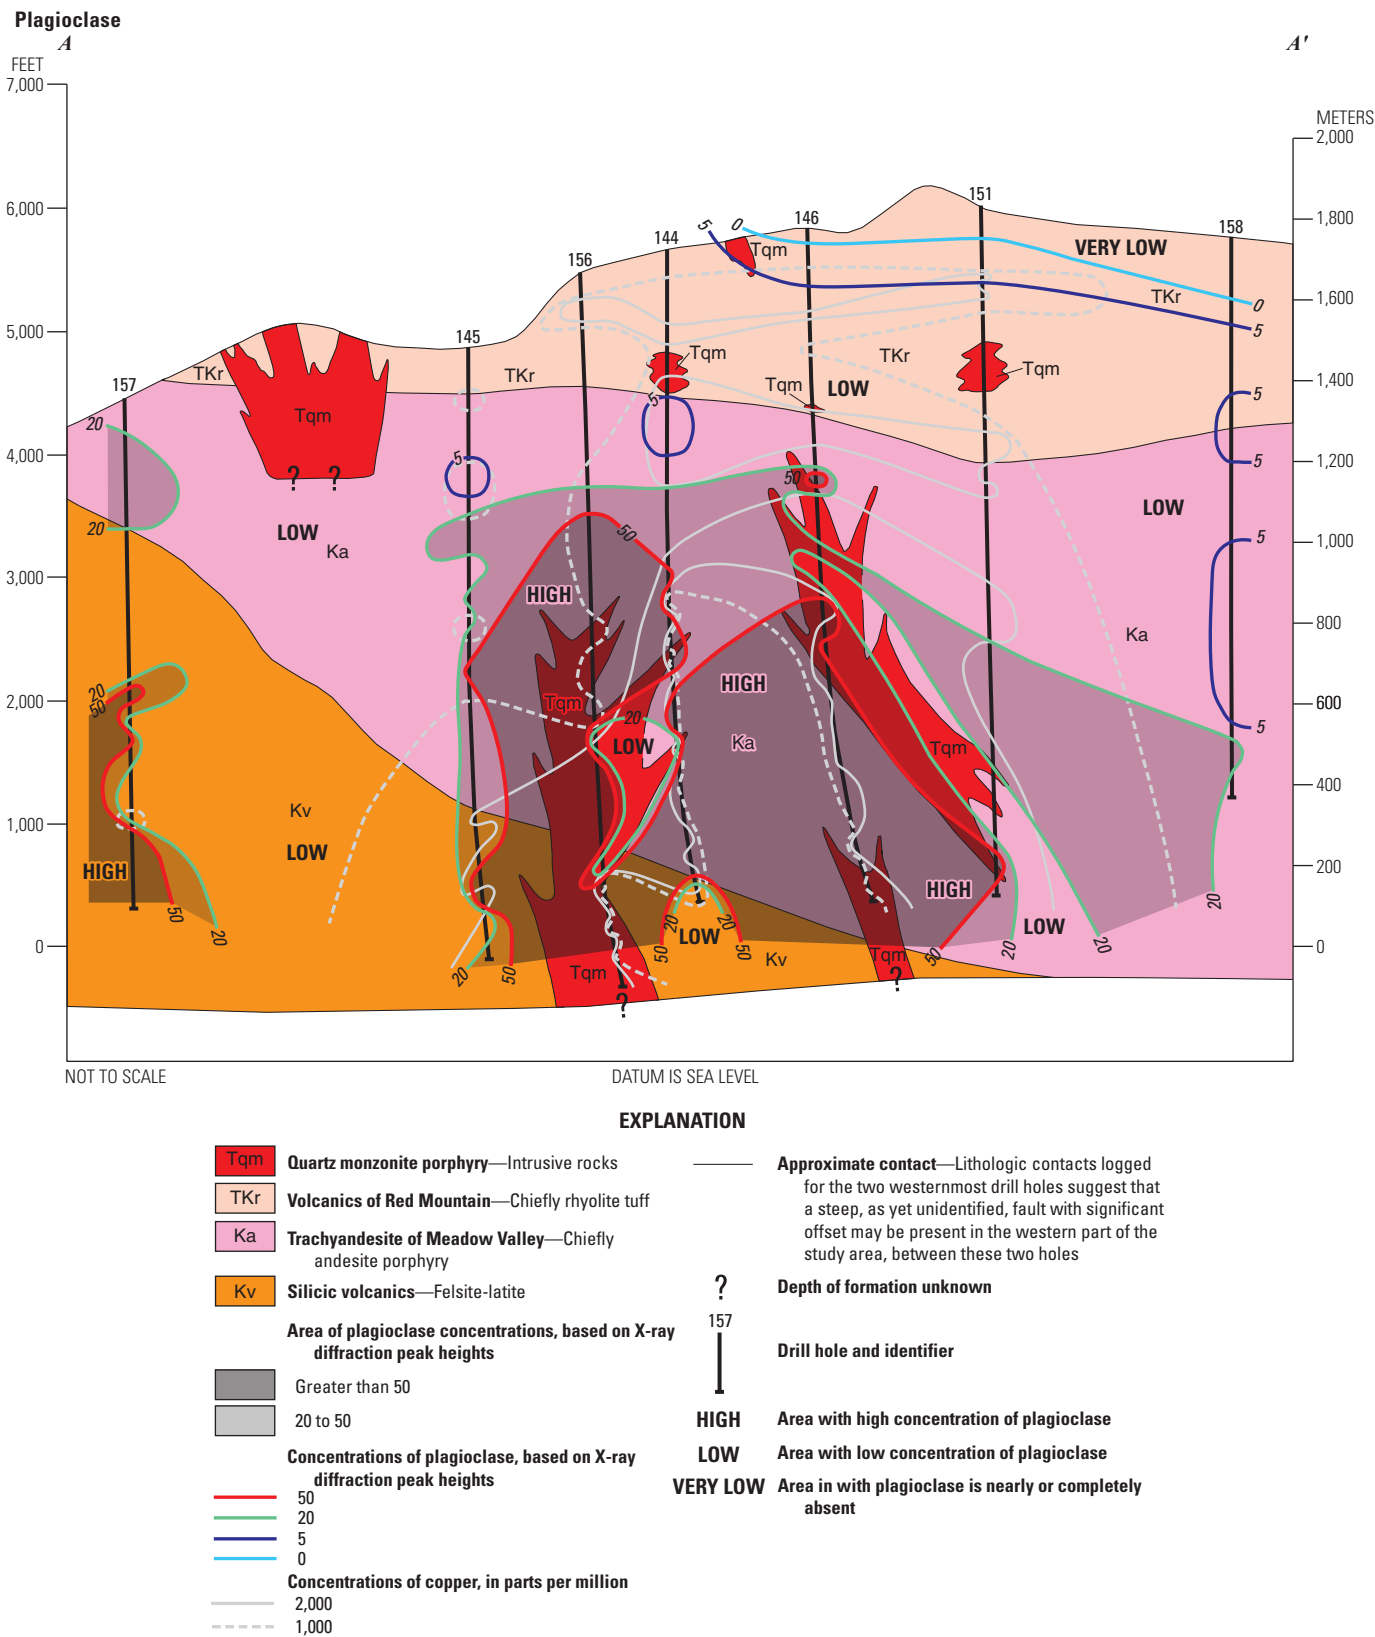 Plagioclase
A
A'
FEET
7,000
METERS
2,000
151
6,000
146
158
1,800
5
0
144
Tqm
VERY LOW
156
TKr
1,600
0
5
5,000
145
Tqm
TKr
Tqm
TKr
TKr
LOW
1,400
157
Tqm
5
5
20
Tqm
4,000
5
5
1,200
? ?
50
LOW
LOW
20
Ka
50
5
1,000
3,000
HIGH
800
Ka
20
HIGH
50
2,000
Tqm
600
20
5
LOW
Ka
Tqm
400
1,000
Kv
LOW
HIGH
200
HIGH
50
20
20
20
LOW
LOW
20
0
50
50
Kv
Tqm
50
20
20
0
20
50
Tqm
?
?
NOT TO SCALE
DATUM IS SEA LEVEL
EXPLANATION
Tqm
Quartz monzonite porphyry—Intrusive rocks
TKr
Volcanics of Red Mountain—Chiefly rhyolite tuff
Ka
Trachyandesite of Meadow Valley—Chiefly
andesite porphyry
Kv
Silicic volcanics—Felsite-latite
Area of plagioclase concentrations, based on X-ray
diffraction peak heights
Greater than 50
20 to 50
Concentrations of plagioclase, based on X-ray
diffraction peak heights
50
20
5
0
Concentrations of copper, in parts per million
2,000
1,000
Approximate contact—Lithologic contacts logged
for the two westernmost drill holes suggest that
a steep, as yet unidentified, fault with significant
offset may be present in the western part of the
study area, between these two holes
?
Depth of formation unknown
157
Drill hole and identifier
HIGH
Area with high concentration of plagioclase
LOW
Area with low concentration of plagioclase
VERY LOW
Area in with plagioclase is nearly or completely
absent